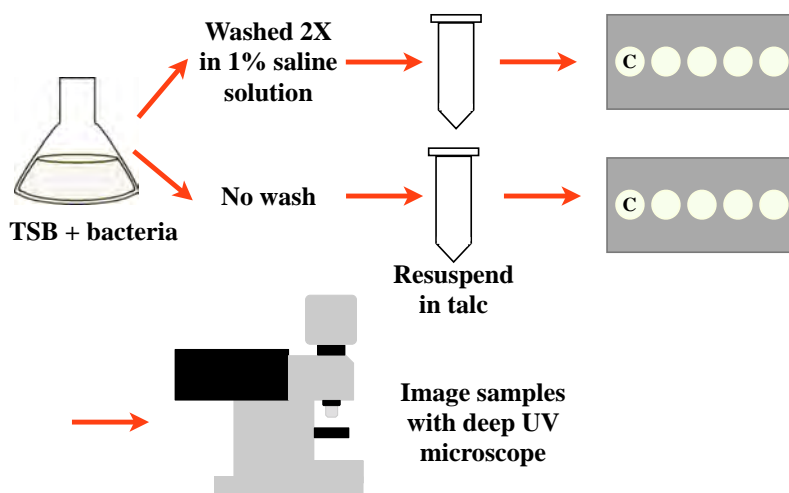 Washed 2X
in 1% saline
solution
C
TSB + bacteria
No wash
C
Resuspend
in talc
Image samples
with deep UV
microscope